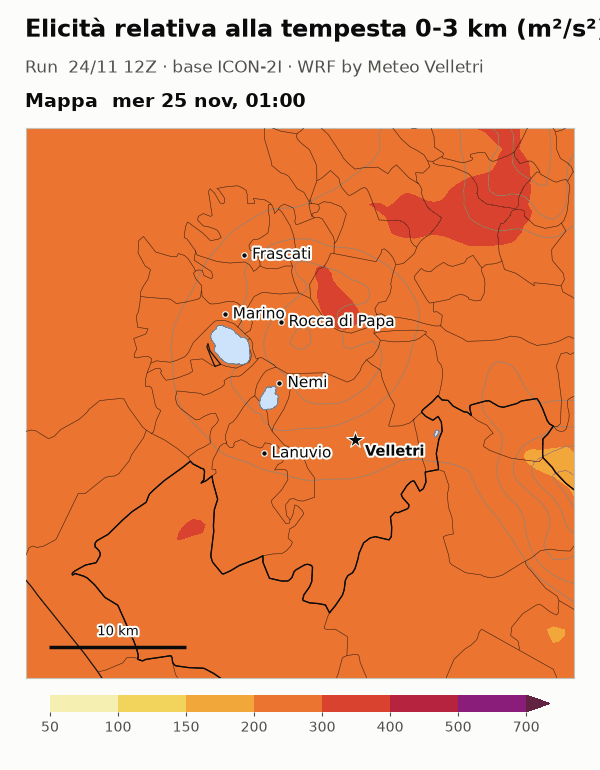 Elicità relativa alla tempesta 0-3 km (m²/s²)
Run  24/11 12Z · base ICON-2I · WRF by Meteo Velletri
Mappa  mer 25 nov, 01:00
Frascati
Marino
Rocca di Papa
Nemi
Velletri
Lanuvio
10 km
50 100 150 200 300 400 500 700